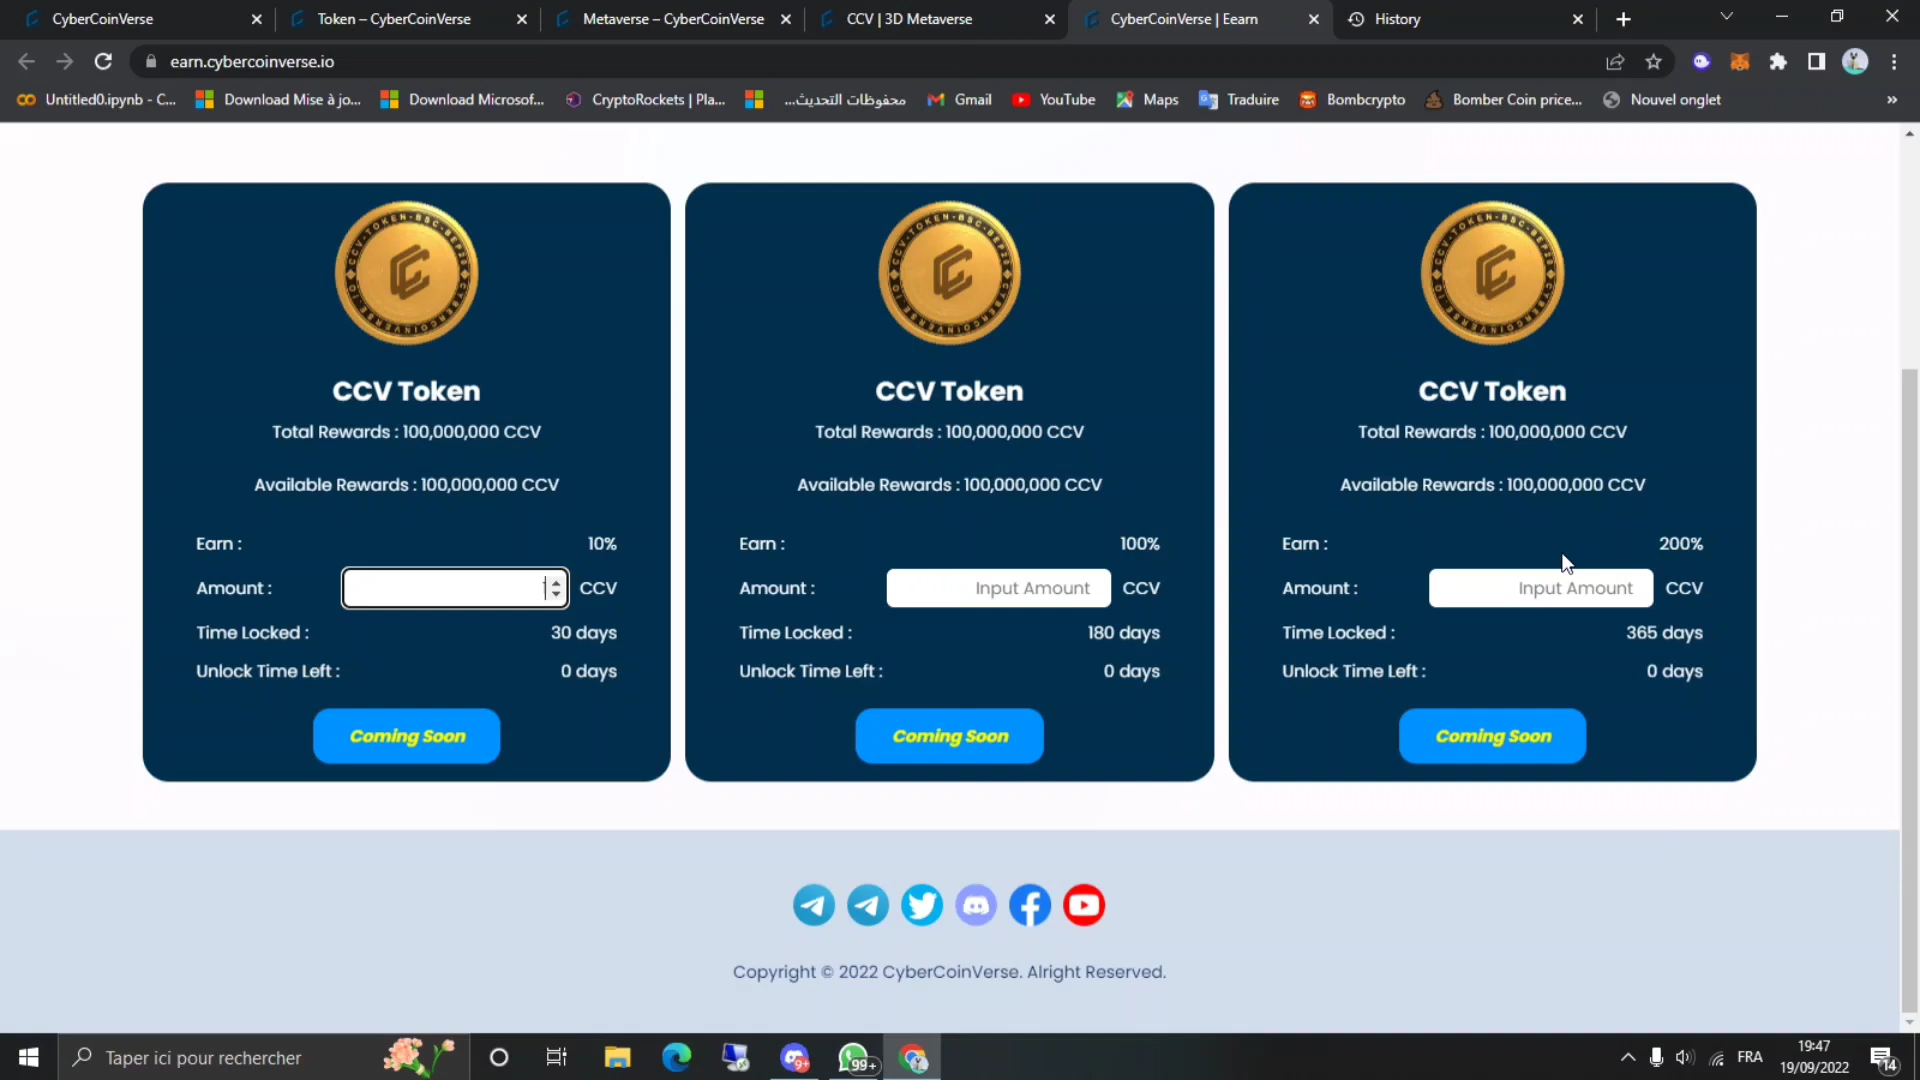 CyberCoinVerse
Token – CyberCoinVerse
Metaverse – CyberCoinVerse
CCV | 3D Metaverse
CyberCoinVerse | Eearn
History
earn.cybercoinverse.io
Untitled0.ipynb - C...
Download Mise à jo...
Download Microsof...
CryptoRockets | Pla...
محفوظات التحديث...
Gmail
YouTube
Maps
Traduire
Bombcrypto
Bomber Coin price...
Nouvel onglet
CCV Token
Total Rewards : 100,000,000 CCV
Available Rewards : 100,000,000 CCV
Earn : 10%
Amount : CCV
Time Locked : 30 days
Unlock Time Left : 0 days
Coming Soon
CCV Token
Total Rewards : 100,000,000 CCV
Available Rewards : 100,000,000 CCV
Earn : 100%
Amount : Input Amount CCV
Time Locked : 180 days
Unlock Time Left : 0 days
Coming Soon
CCV Token
Total Rewards : 100,000,000 CCV
Available Rewards : 100,000,000 CCV
Earn : 200%
Amount : Input Amount CCV
Time Locked : 365 days
Unlock Time Left : 0 days
Coming Soon
Copyright © 2022 CyberCoinVerse. Alright Reserved.
Taper ici pour rechercher
9+
99+
FRA
19:47
19/09/2022
14